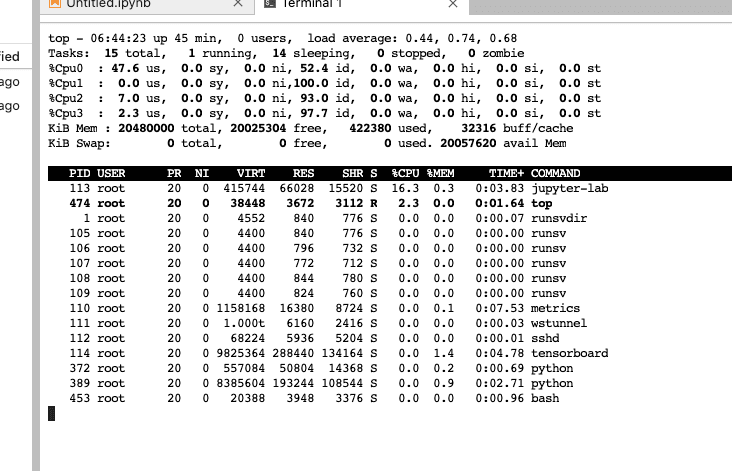 Untitled.ipynb × Terminal 1 ×
top - 06:44:23 up 45 min,  0 users,  load average: 0.44, 0.74, 0.68
Tasks:  15 total,   1 running,  14 sleeping,   0 stopped,   0 zombie
%Cpu0  : 47.6 us,  0.0 sy,  0.0 ni, 52.4 id,  0.0 wa,  0.0 hi,  0.0 si,  0.0 st
%Cpu1  :  0.0 us,  0.0 sy,  0.0 ni,100.0 id,  0.0 wa,  0.0 hi,  0.0 si,  0.0 st
%Cpu2  :  7.0 us,  0.0 sy,  0.0 ni, 93.0 id,  0.0 wa,  0.0 hi,  0.0 si,  0.0 st
%Cpu3  :  2.3 us,  0.0 sy,  0.0 ni, 97.7 id,  0.0 wa,  0.0 hi,  0.0 si,  0.0 st
KiB Mem : 20480000 total, 20025304 free,   422380 used,    32316 buff/cache
KiB Swap:        0 total,        0 free,        0 used. 20057620 avail Mem
PID USER      PR  NI    VIRT    RES    SHR S  %CPU %MEM     TIME+ COMMAND
113 root      20   0  415744  66028  15520 S  16.3  0.3   0:03.83 jupyter-lab
474 root      20   0   38448   3672   3112 R   2.3  0.0   0:01.64 top
1 root      20   0    4552    840    776 S   0.0  0.0   0:00.07 runsvdir
105 root      20   0    4400    840    776 S   0.0  0.0   0:00.00 runsv
106 root      20   0    4400    796    732 S   0.0  0.0   0:00.00 runsv
107 root      20   0    4400    772    712 S   0.0  0.0   0:00.00 runsv
108 root      20   0    4400    844    780 S   0.0  0.0   0:00.00 runsv
109 root      20   0    4400    824    760 S   0.0  0.0   0:00.00 runsv
110 root      20   0 1158168  16380   8724 S   0.0  0.1   0:07.53 metrics
111 root      20   0  1.000t   6160   2416 S   0.0  0.0   0:00.03 wstunnel
112 root      20   0   68224   5936   5204 S   0.0  0.0   0:00.01 sshd
114 root      20   0 9825364 288440 134164 S   0.0  1.4   0:04.78 tensorboard
372 root      20   0  557084  50804  14368 S   0.0  0.2   0:00.69 python
389 root      20   0 8385604 193244 108544 S   0.0  0.9   0:02.71 python
453 root      20   0   20388   3948   3376 S   0.0  0.0   0:00.96 bash
ago
ago